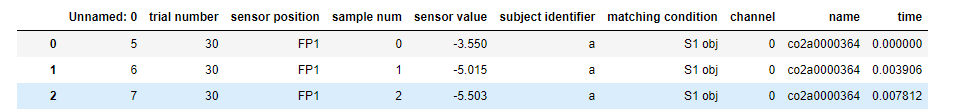 Unnamed: 0 trial number sensor position sample num sensor value subject identifier matching condition channel name time
0 5 30 FP1 0 -3.550 a S1 obj 0 co2a0000364 0.000000
1 6 30 FP1 1 -5.015 a S1 obj 0 co2a0000364 0.003906
2 7 30 FP1 2 -5.503 a S1 obj 0 co2a0000364 0.007812